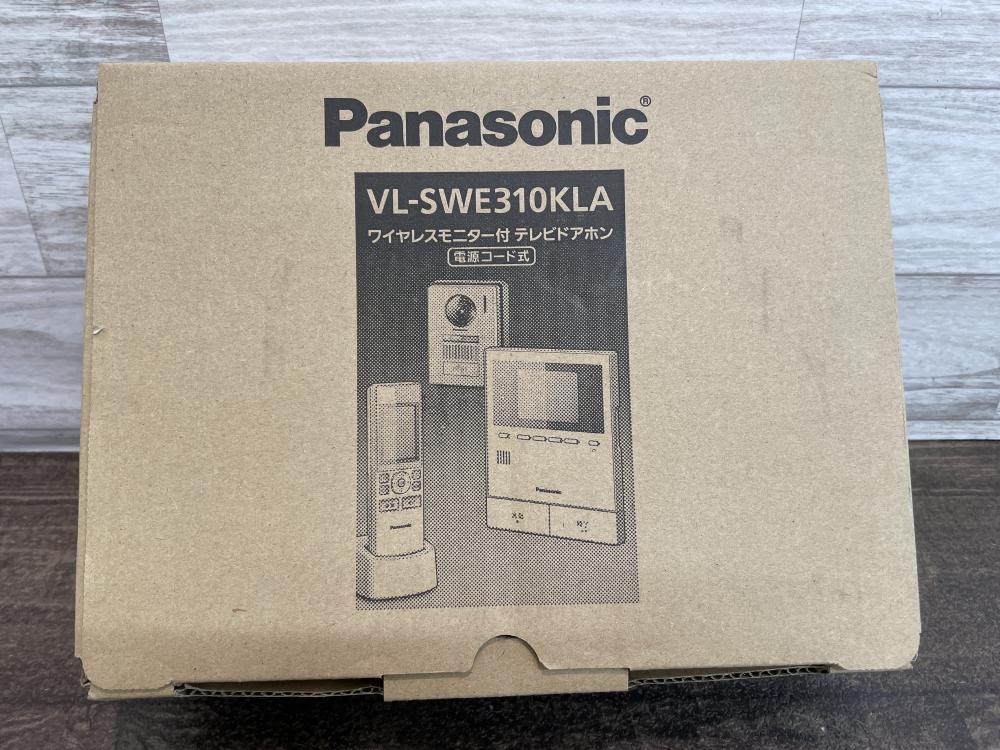 Panasonic®
VL-SWE310KLA
ワイヤレスモニター付 テレビドアホン
電源コード式
Panasonic
Panasonic